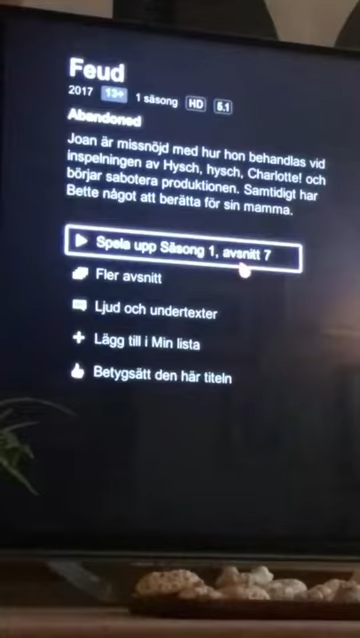 Feud
2017 13+ 1 säsong HD 5.1
Abandoned
Joan är missnöjd med hur hon behandlas vid
inspelningen av Hysch, hysch, Charlotte! och
börjar sabotera produktionen. Samtidigt har
Bette något att berätta för sin mamma.
Spela upp Säsong 1, avsnitt 7
Fler avsnitt
Ljud och undertexter
Lägg till i Min lista
Betygsätt den här titeln